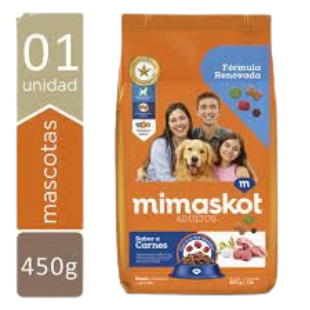 01
unidad
mascotas
450g
Fórmula
Renovada
mimaskot
ADULTOS
Sabor a
Carnes